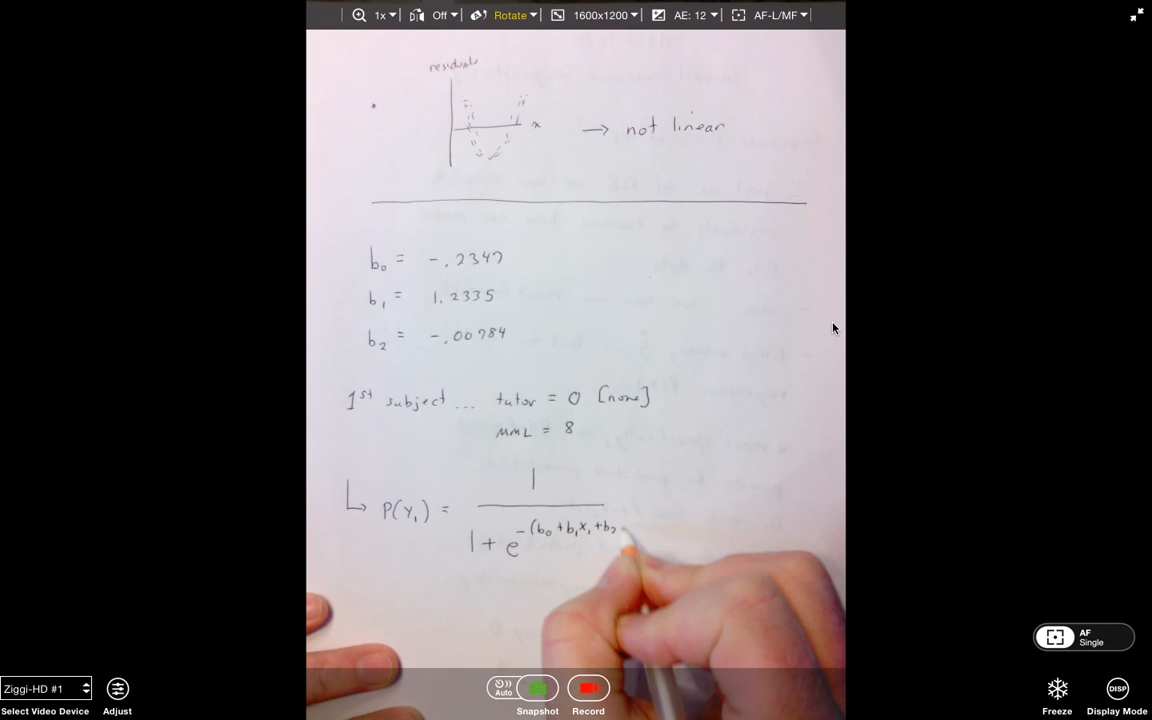 1x Off Rotate 1600x1200 AE: 12 AF-L/MF
residuals
x → not linear
b₀ = -.2347
b₁ = 1.2335
b₂ = -.00784
1st subject ... tutor = 0 [none]
MML = 8
P(Y₁) = 1
1 + e^-(b₀ + b₁x₁ + b₂
AF
Single
Ziggi-HD #1
Auto
Select Video Device Adjust Snapshot Record Freeze Display Mode
DISP